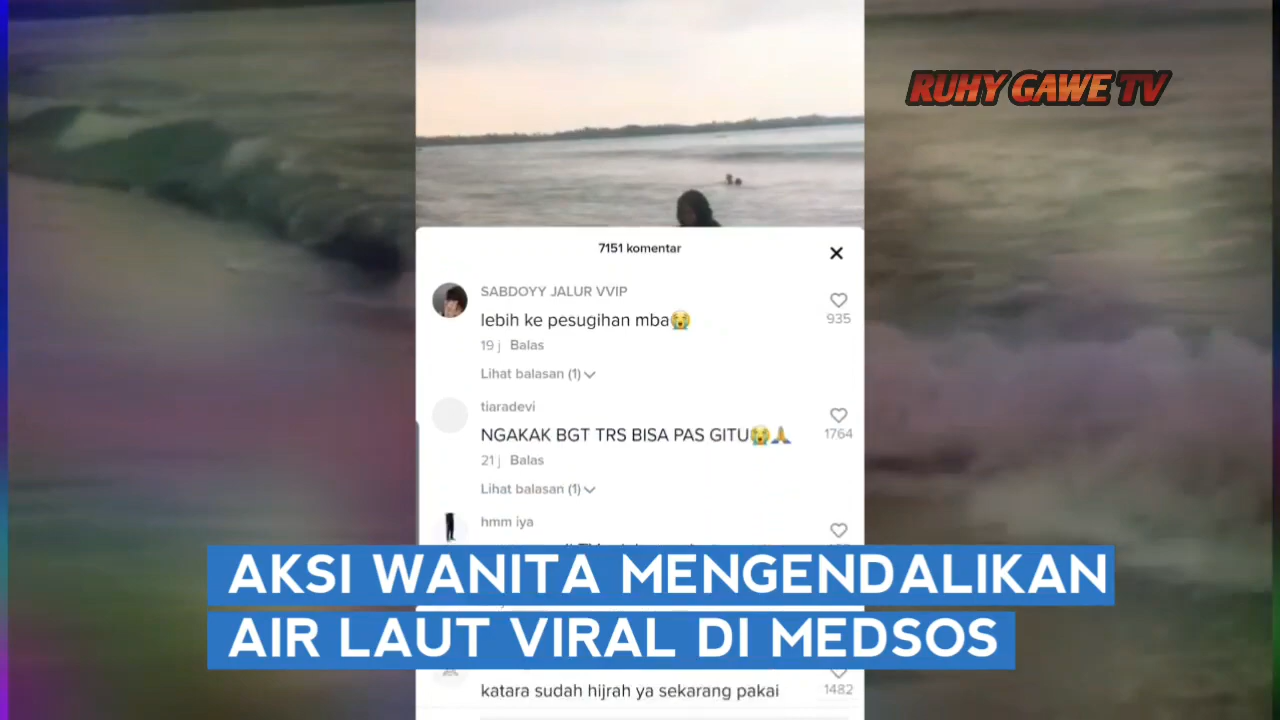 RUHY GAWE TV
7151 komentar
SABDOYY JALUR VVIP
lebih ke pesugihan mba😭
935
19 j Balas
Lihat balasan (1)
tiaradevi
NGAKAK BGT TRS BISA PAS GITU😭🙏
1764
21 j Balas
Lihat balasan (1)
hmm iya
AKSI WANITA MENGENDALIKAN
AIR LAUT VIRAL DI MEDSOS
katara sudah hijrah ya sekarang pakai
1482